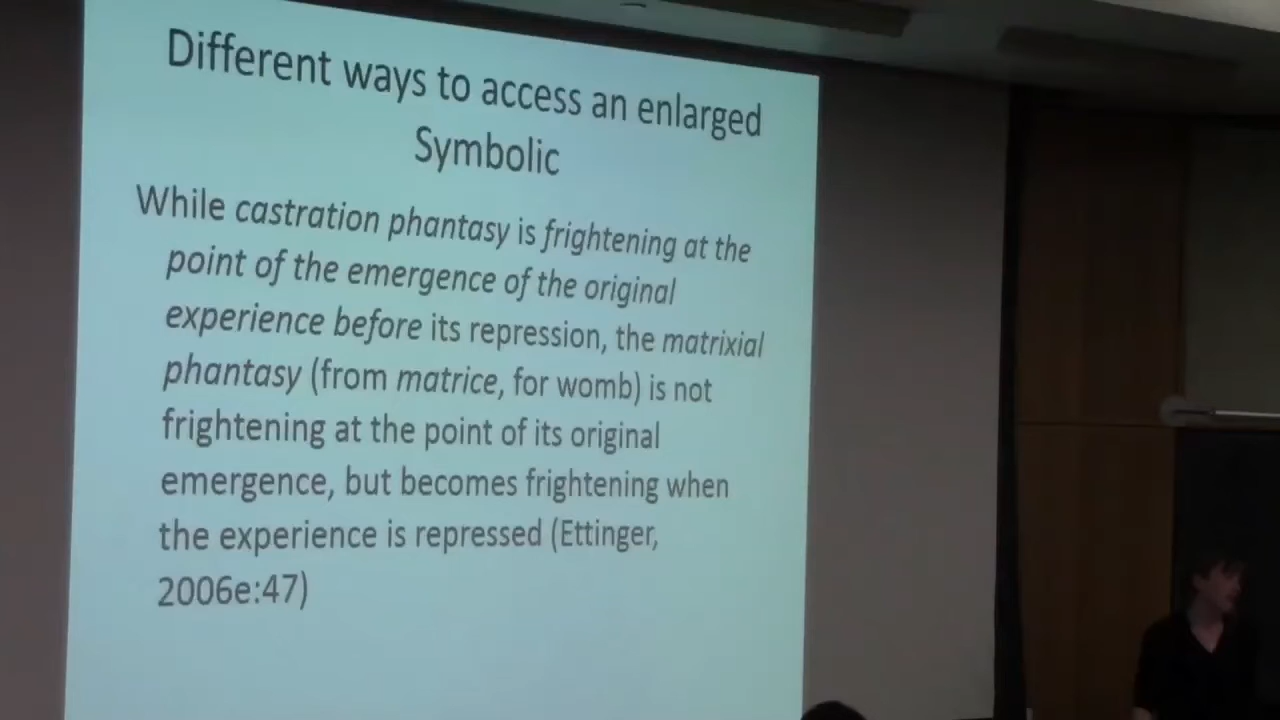 Different ways to access an enlarged
Symbolic
While castration phantasy is frightening at the
point of the emergence of the original
experience before its repression, the matrixial
phantasy (from matrice, for womb) is not
frightening at the point of its original
emergence, but becomes frightening when
the experience is repressed (Ettinger,
2006e:47)